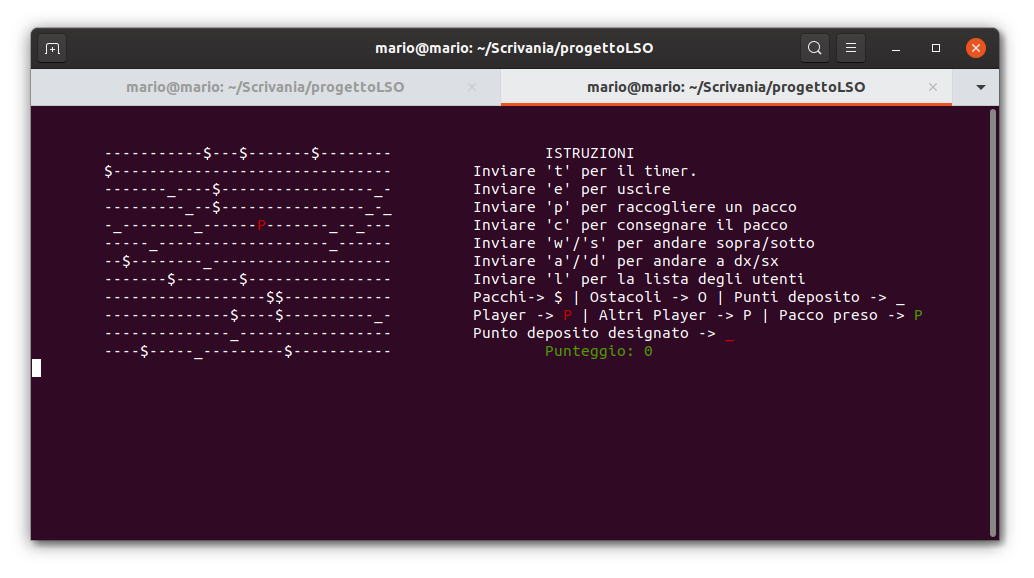 mario@mario: ~/Scrivania/progettoLSO
mario@mario: ~/Scrivania/progettoLSO mario@mario: ~/Scrivania/progettoLSO
-----------$---$-------$-------- ISTRUZIONI
$------------------------------- Inviare 't' per il timer.
-------_----$-----------------_- Inviare 'e' per uscire
---------_--$----------------_-_ Inviare 'p' per raccogliere un pacco
-_--------_------P-------_--_--- Inviare 'c' per consegnare il pacco
-----_-------------------_------ Inviare 'w'/'s' per andare sopra/sotto
--$--------_-------------------- Inviare 'a'/'d' per andare a dx/sx
-------$-------$---------------- Inviare 'l' per la lista degli utenti
------------------$$------------ Pacchi-> $ | Ostacoli -> O | Punti deposito -> _
--------------$----$----------_- Player -> P | Altri Player -> P | Pacco preso -> P
--------------_----------------- Punto deposito designato -> _
----$-----_---------$----------- Punteggio: 0